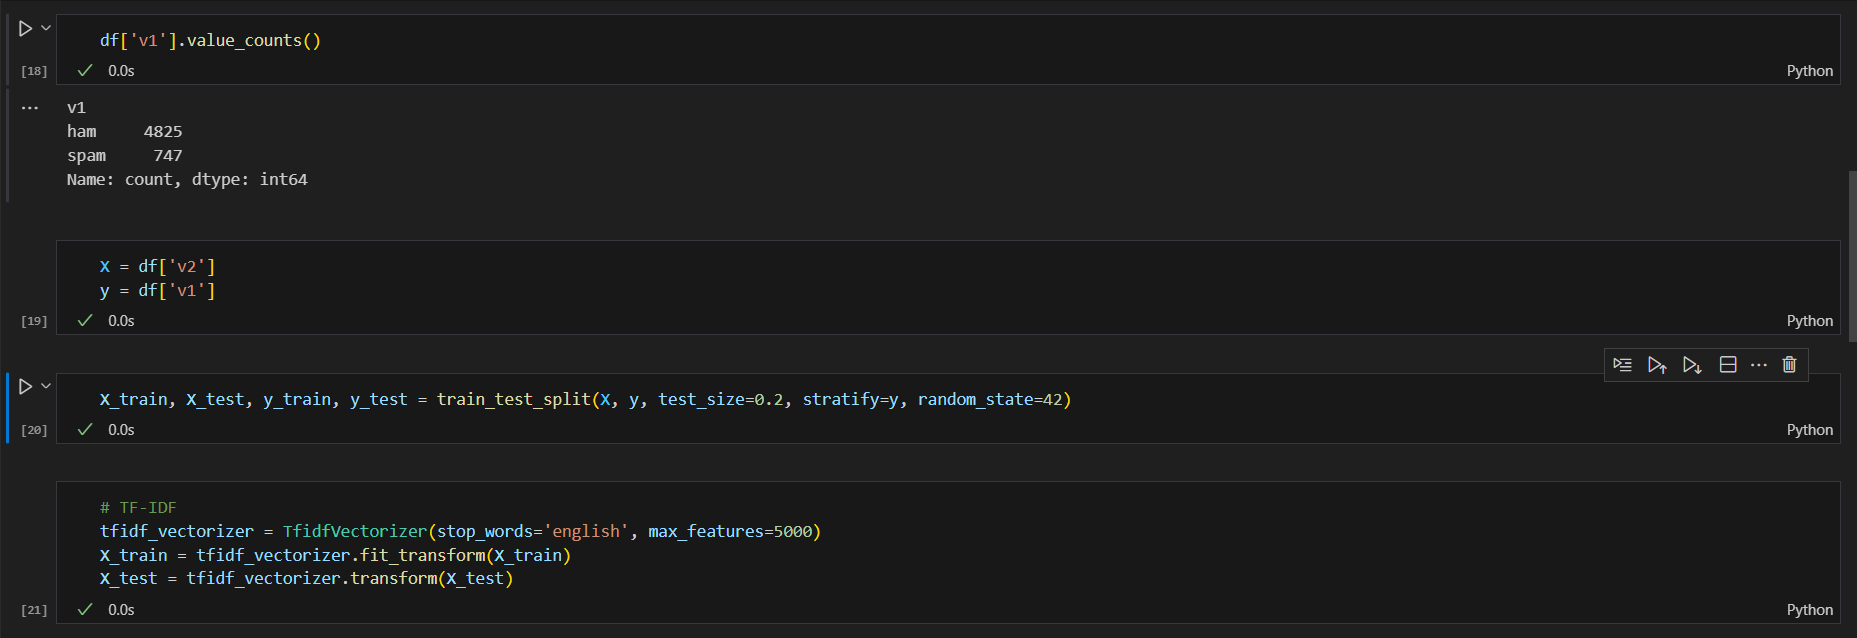 df['v1'].value_counts()
[18]
0.0s
Python
v1
ham     4825
spam     747
Name: count, dtype: int64
X = df['v2']
y = df['v1']
[19]
0.0s
Python
X_train, X_test, y_train, y_test = train_test_split(X, y, test_size=0.2, stratify=y, random_state=42)
[20]
0.0s
Python
# TF-IDF
tfidf_vectorizer = TfidfVectorizer(stop_words='english', max_features=5000)
X_train = tfidf_vectorizer.fit_transform(X_train)
X_test = tfidf_vectorizer.transform(X_test)
[21]
0.0s
Python